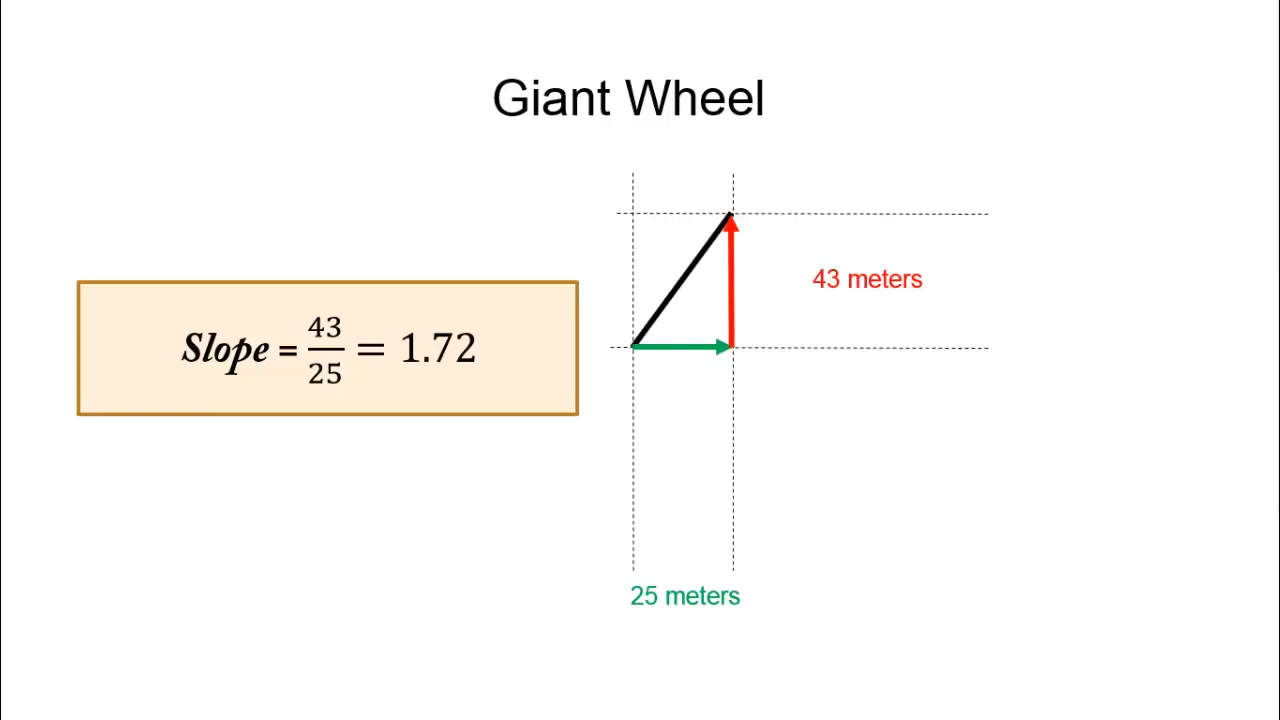 Giant Wheel
43 meters
Slope = 43/25 = 1.72
25 meters